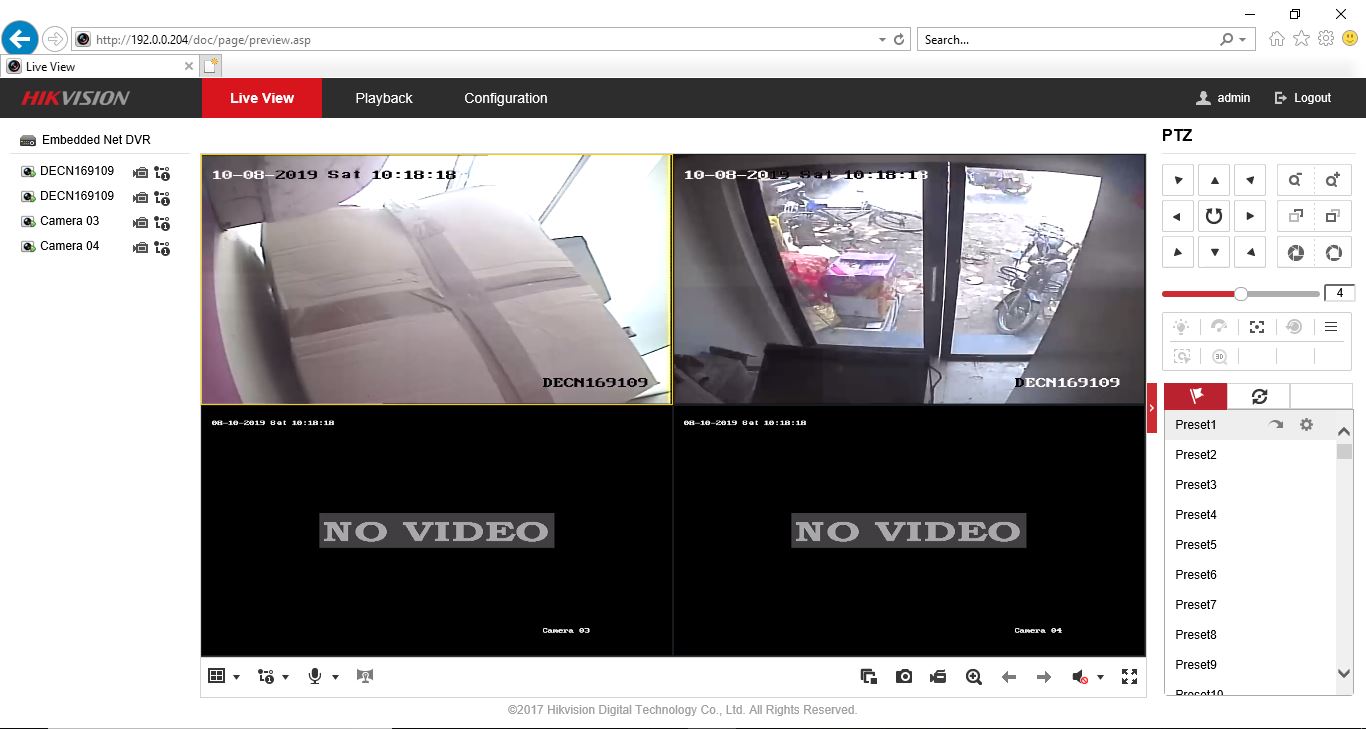 http://192.0.0.204/doc/page/preview.asp
Search...
Live View
HIKVISION
Live View
Playback
Configuration
admin
Logout
Embedded Net DVR
DECN169109
DECN169109
Camera 03
Camera 04
10-08-2019 Sat 10:18:18
DECN169109
10-08-2019 Sat 10:18:18
DECN169109
08-10-2019 Sat 10:18:18
NO VIDEO
Camera 03
08-10-2019 Sat 10:18:18
NO VIDEO
Camera 04
PTZ
4
3D
Preset1
Preset2
Preset3
Preset4
Preset5
Preset6
Preset7
Preset8
Preset9
Preset10
©2017 Hikvision Digital Technology Co., Ltd. All Rights Reserved.